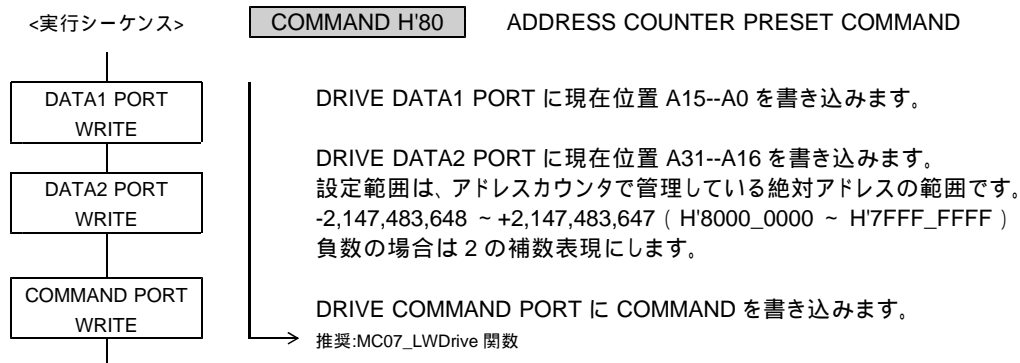 <実行シーケンス>
COMMAND H'80
ADDRESS COUNTER PRESET COMMAND
DATA1 PORT
WRITE
DRIVE DATA1 PORT に現在位置 A15--A0 を書き込みます。
DATA2 PORT
WRITE
DRIVE DATA2 PORT に現在位置 A31--A16 を書き込みます。
設定範囲は、アドレスカウンタで管理している絶対アドレスの範囲です。
-2,147,483,648 ~ +2,147,483,647 ( H'8000_0000 ~ H'7FFF_FFFF )
負数の場合は 2 の補数表現にします。
COMMAND PORT
WRITE
DRIVE COMMAND PORT に COMMAND を書き込みます。
推奨:MC07_LWDrive 関数